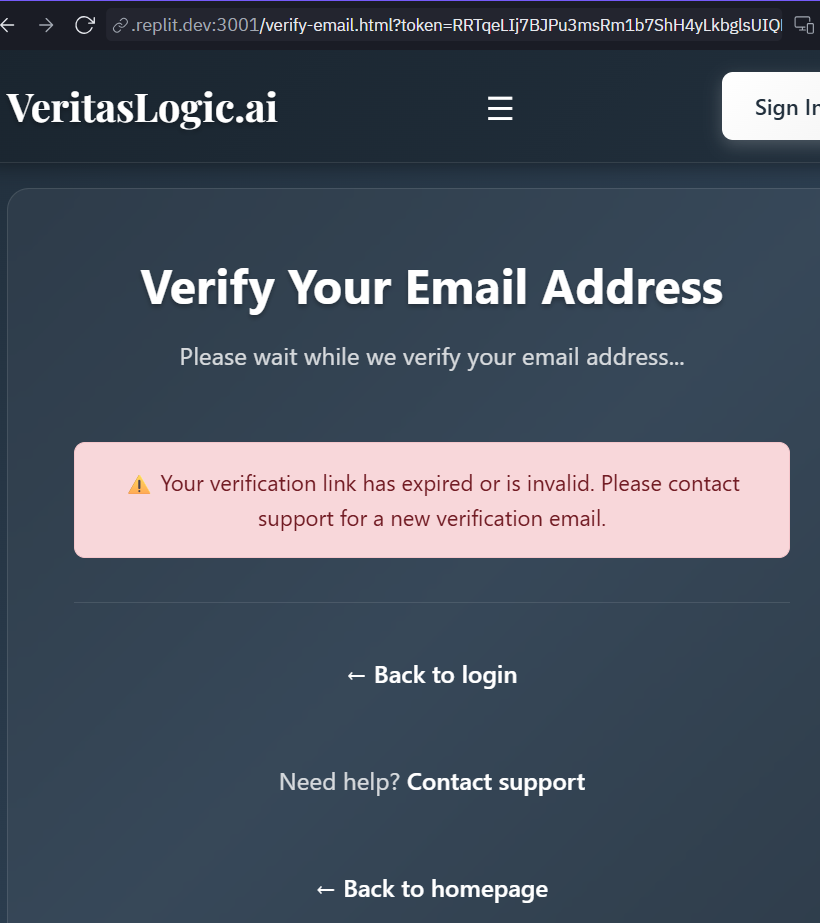 .replit.dev:3001/verify-email.html?token=RRTqeLIj7BJPu3msRm1b7ShH4yLkbglsUIQ
VeritasLogic.ai
Sign In
Verify Your Email Address
Please wait while we verify your email address...
⚠️ Your verification link has expired or is invalid. Please contact
support for a new verification email.
← Back to login
Need help? Contact support
← Back to homepage